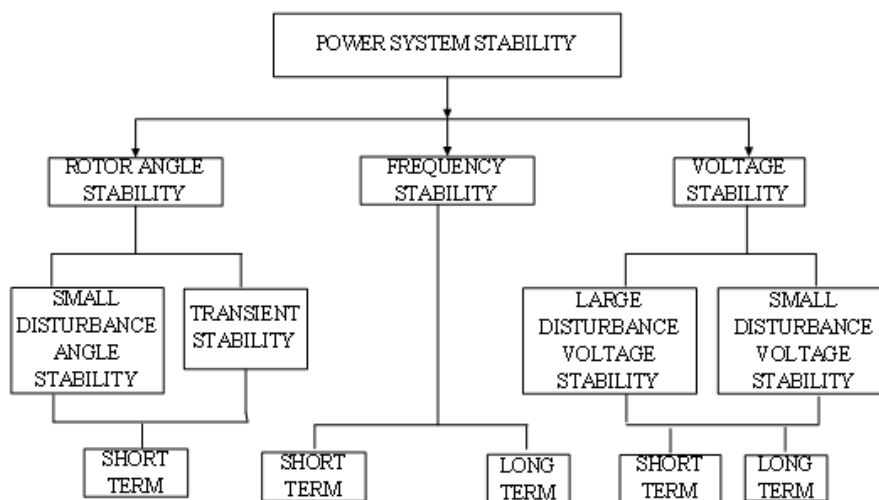 POWER SYSTEM STABILITY
ROTOR ANGLE
STABILITY
FREQUENCY
STABILITY
VOLTAGE
STABILITY
SMALL
DISTURBANCE
ANGLE
STABILITY
TRANSIENT
STABILITY
LARGE
DISTURBANCE
VOLTAGE
STABILITY
SMALL
DISTURBANCE
VOLTAGE
STABILITY
SHORT
TERM
SHORT
TERM
LONG
TERM
SHORT
TERM
LONG
TERM